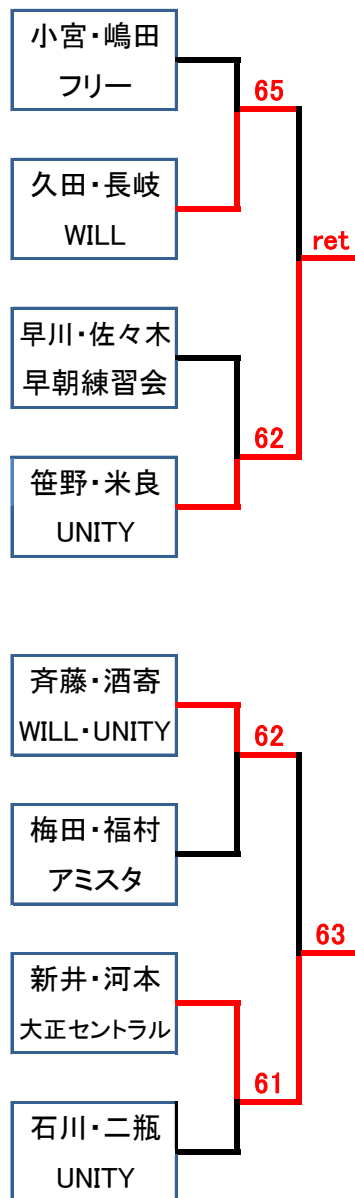 小宮・嶋田
フリー
65
久田・長岐
WILL
ret
早川・佐々木
早朝練習会
62
笹野・米良
UNITY
斉藤・酒寄
WILL・UNITY
62
梅田・福村
アミスタ
63
新井・河本
大正セントラル
61
石川・二瓶
UNITY